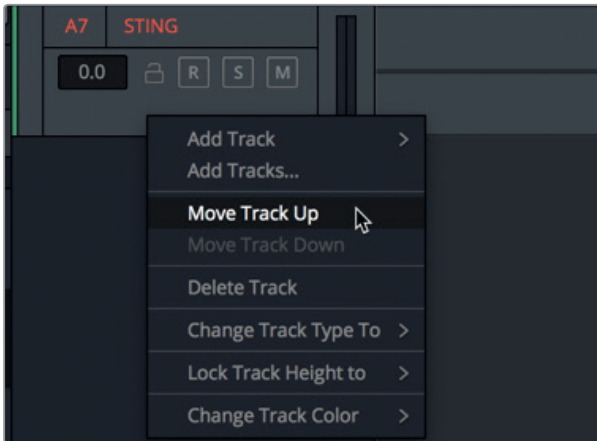 A7 STING
0.0 R S M
Add Track >
Add Tracks...
Move Track Up
Move Track Down
Delete Track
Change Track Type To >
Lock Track Height to >
Change Track Color >